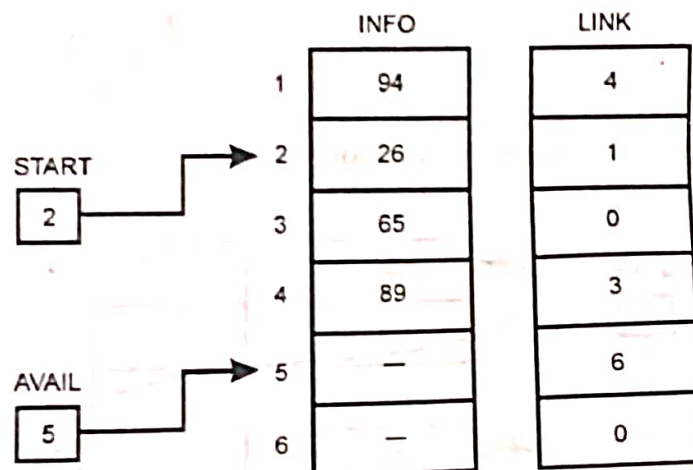 INFO LINK
1 94 4
START 2 26 1
2 3 65 0
4 89 3
AVAIL 5 — 6
5 6 — 0